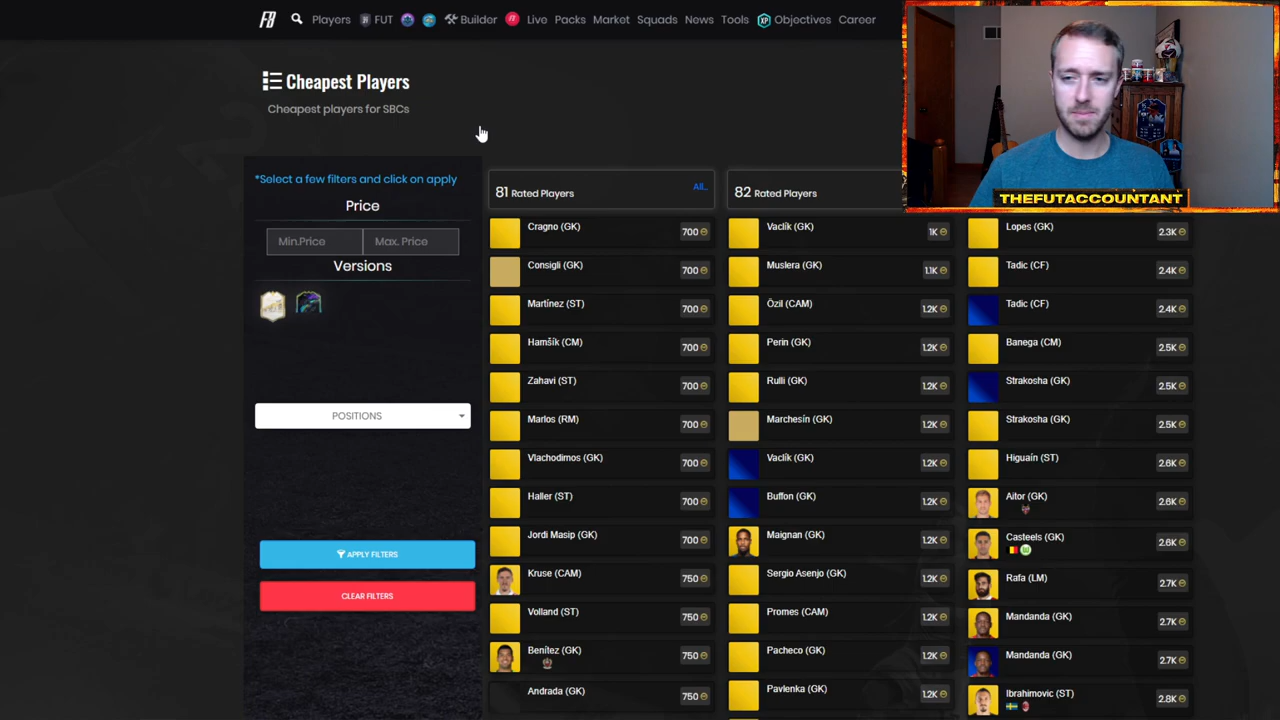 Players FUT Builder Live Packs Market Squads News Tools XP Objectives Career
Cheapest Players
Cheapest players for SBCs
*Select a few filters and click on apply
Price
Min.Price Max. Price
Versions
POSITIONS
APPLY FILTERS
CLEAR FILTERS
81 Rated Players All..
Cragno (GK) 700
Consigli (GK) 700
Martínez (ST) 700
Hamšík (CM) 700
Zahavi (ST) 700
Marlos (RM) 700
Vlachodimos (GK) 700
Haller (ST) 700
Jordi Masip (GK) 700
Kruse (CAM) 750
Volland (ST) 750
Benítez (GK) 750
Andrada (GK) 750
82 Rated Players
Vaclík (GK) 1K
Muslera (GK) 1.1K
Özil (CAM) 1.2K
Perin (GK) 1.2K
Rulli (GK) 1.2K
Marchesín (GK) 1.2K
Vaclík (GK) 1.2K
Buffon (GK) 1.2K
Maignan (GK) 1.2K
Sergio Asenjo (GK) 1.2K
Promes (CAM) 1.2K
Pacheco (GK) 1.2K
Pavlenka (GK) 1.2K
Lopes (GK) 2.3K
Tadic (CF) 2.4K
Tadic (CF) 2.4K
Banega (CM) 2.5K
Strakosha (GK) 2.5K
Strakosha (GK) 2.5K
Higuaín (ST) 2.6K
Aitor (GK) 2.6K
Casteels (GK) 2.6K
Rafa (LM) 2.7K
Mandanda (GK) 2.7K
Mandanda (GK) 2.7K
Ibrahimovic (ST) 2.8K
THEFUTACCOUNTANT